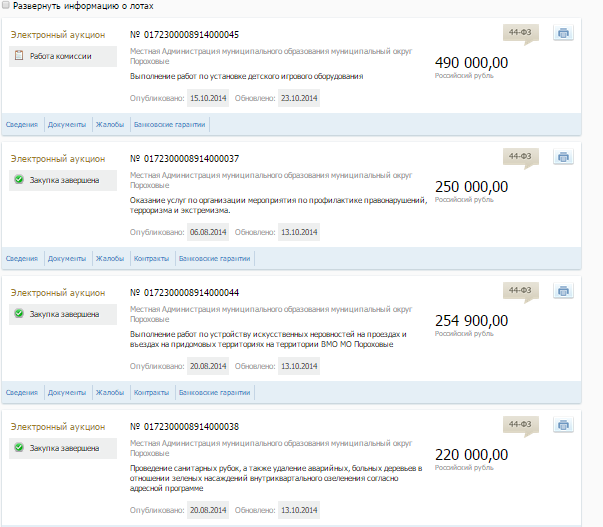 Развернуть информацию о лотах
Электронный аукцион
Работа комиссии
№ 0172300008914000045
Местная Администрация муниципального образования муниципальный округ
Пороховые
Выполнение работ по установке детского игрового оборудования
Опубликовано: 15.10.2014 Обновлено: 23.10.2014
44-ФЗ
490 000,00
Российский рубль
Сведения Документы Жалобы Банковские гарантии
Электронный аукцион
Закупка завершена
№ 0172300008914000037
Местная Администрация муниципального образования муниципальный округ
Пороховые
Оказание услуг по организации мероприятия по профилактике правонарушений,
терроризма и экстремизма.
Опубликовано: 06.08.2014 Обновлено: 13.10.2014
44-ФЗ
250 000,00
Российский рубль
Сведения Документы Жалобы Контракты Банковские гарантии
Электронный аукцион
Закупка завершена
№ 0172300008914000044
Местная Администрация муниципального образования муниципальный округ
Пороховые
Выполнение работ по устройству искусственных неровностей на проездах и
въездах на придомовых территориях на территории ВМО МО Пороховые
Опубликовано: 20.08.2014 Обновлено: 13.10.2014
44-ФЗ
254 900,00
Российский рубль
Сведения Документы Жалобы Контракты Банковские гарантии
Электронный аукцион
Закупка завершена
№ 0172300008914000038
Местная Администрация муниципального образования муниципальный округ
Пороховые
Проведение санитарных рубок, а также удаление аварийных, больных деревьев в
отношении зеленых насаждений внутриквартального озеленения согласно
адресной программе
Опубликовано: 20.08.2014 Обновлено: 13.10.2014
44-ФЗ
220 000,00
Российский рубль